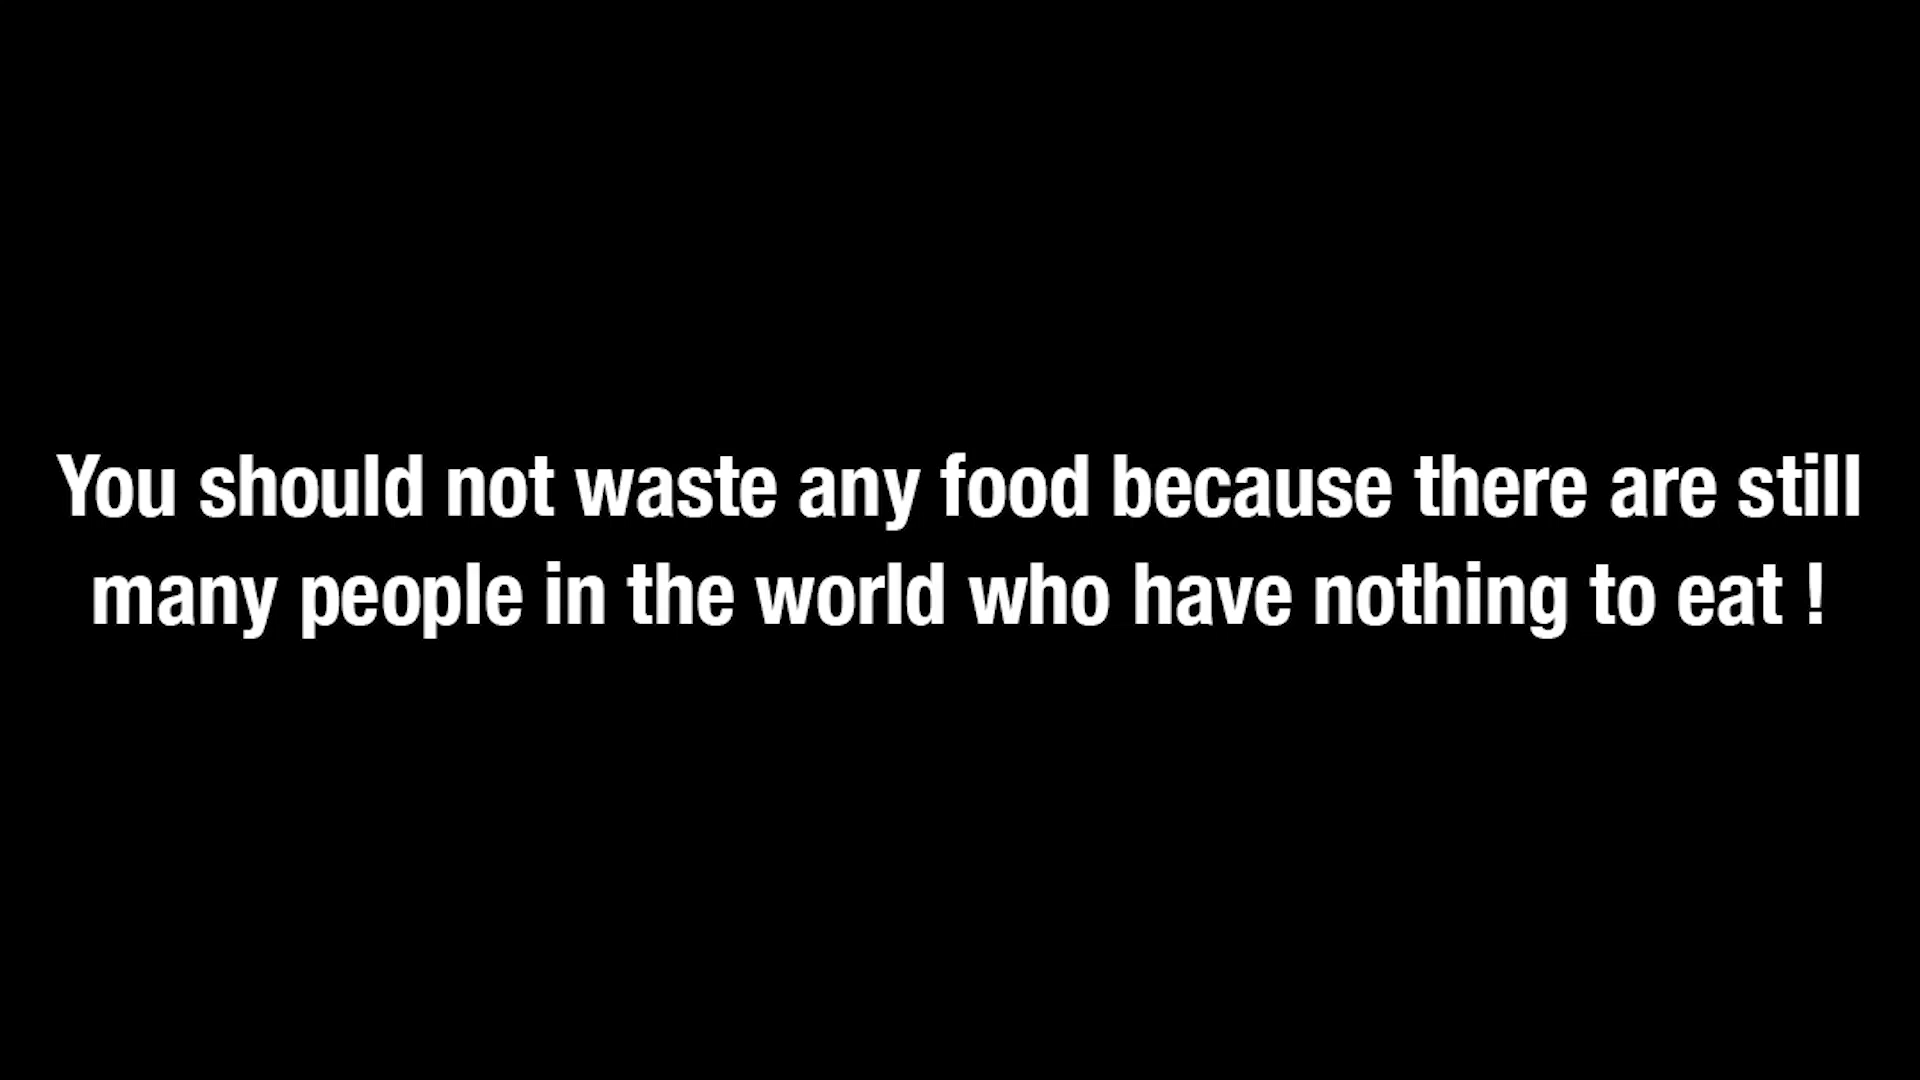 You should not waste any food because there are still
many people in the world who have nothing to eat !